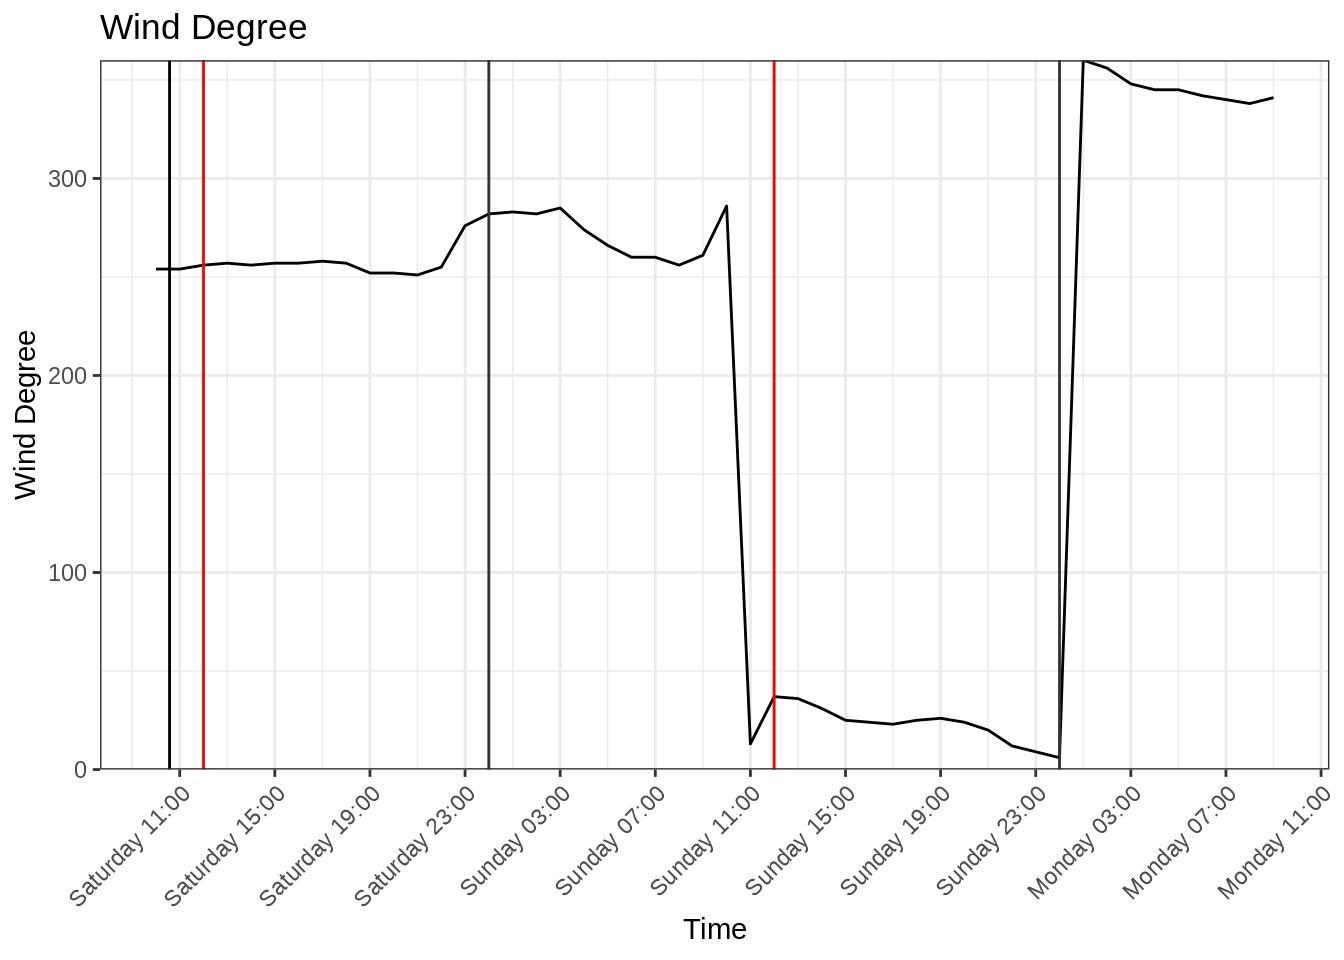 Wind Degree
Wind Degree
300
200
100
0
Saturday 11:00
Saturday 15:00
Saturday 19:00
Saturday 23:00
Sunday 03:00
Sunday 07:00
Sunday 11:00
Sunday 15:00
Sunday 19:00
Sunday 23:00
Monday 03:00
Monday 07:00
Monday 11:00
Time